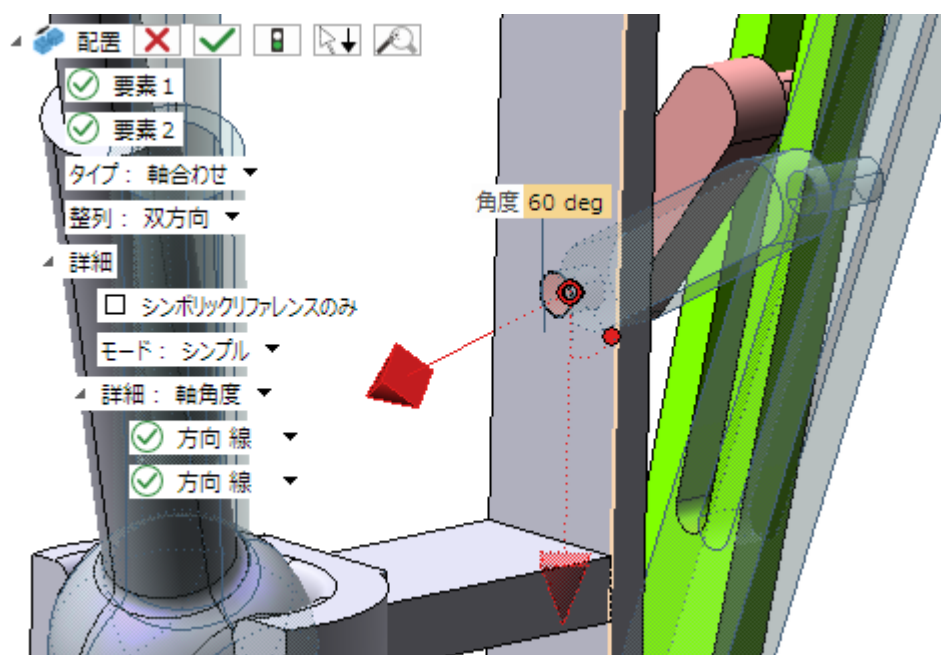 配置
要素 1
要素 2
タイプ： 軸合わせ
整列： 双方向
角度 60 deg
詳細
シンボリックリファレンスのみ
モード： シンプル
詳細： 軸角度
方向 線
方向 線